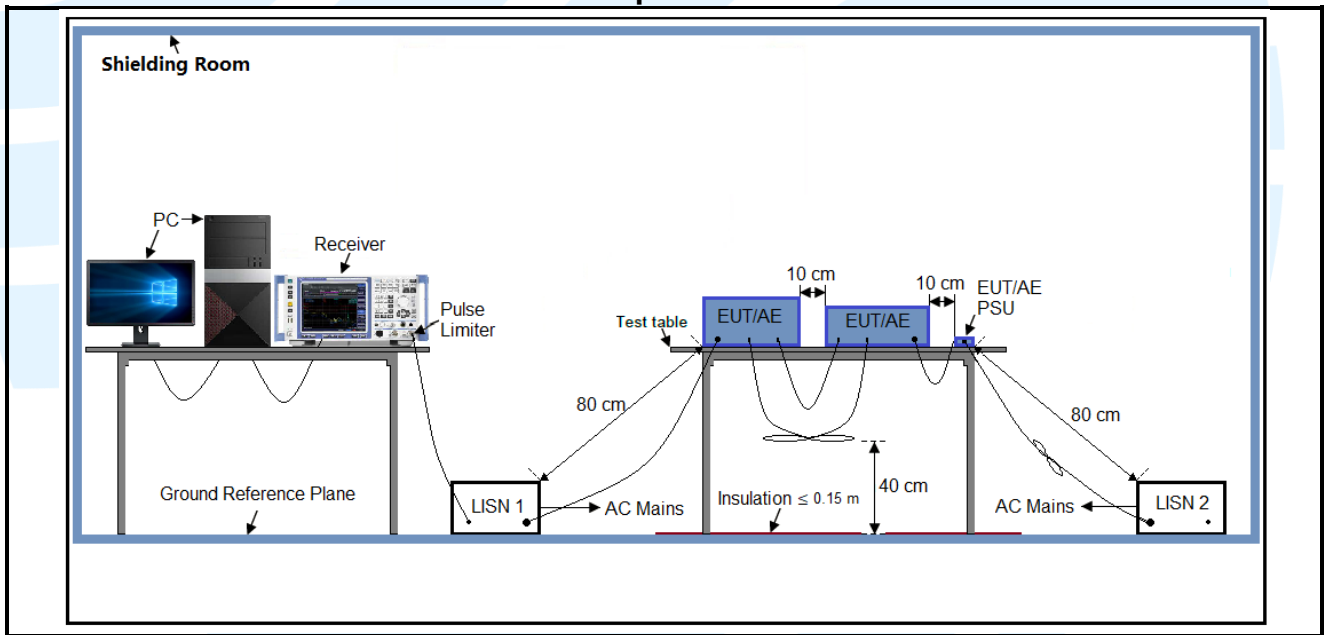 Shielding Room
PC
Receiver
Pulse
Limiter
10 cm
10 cm
EUT/AE
PSU
Test table
EUT/AE
EUT/AE
80 cm
80 cm
40 cm
Ground Reference Plane
LISN 1
AC Mains
Insulation ≤ 0.15 m
AC Mains
LISN 2